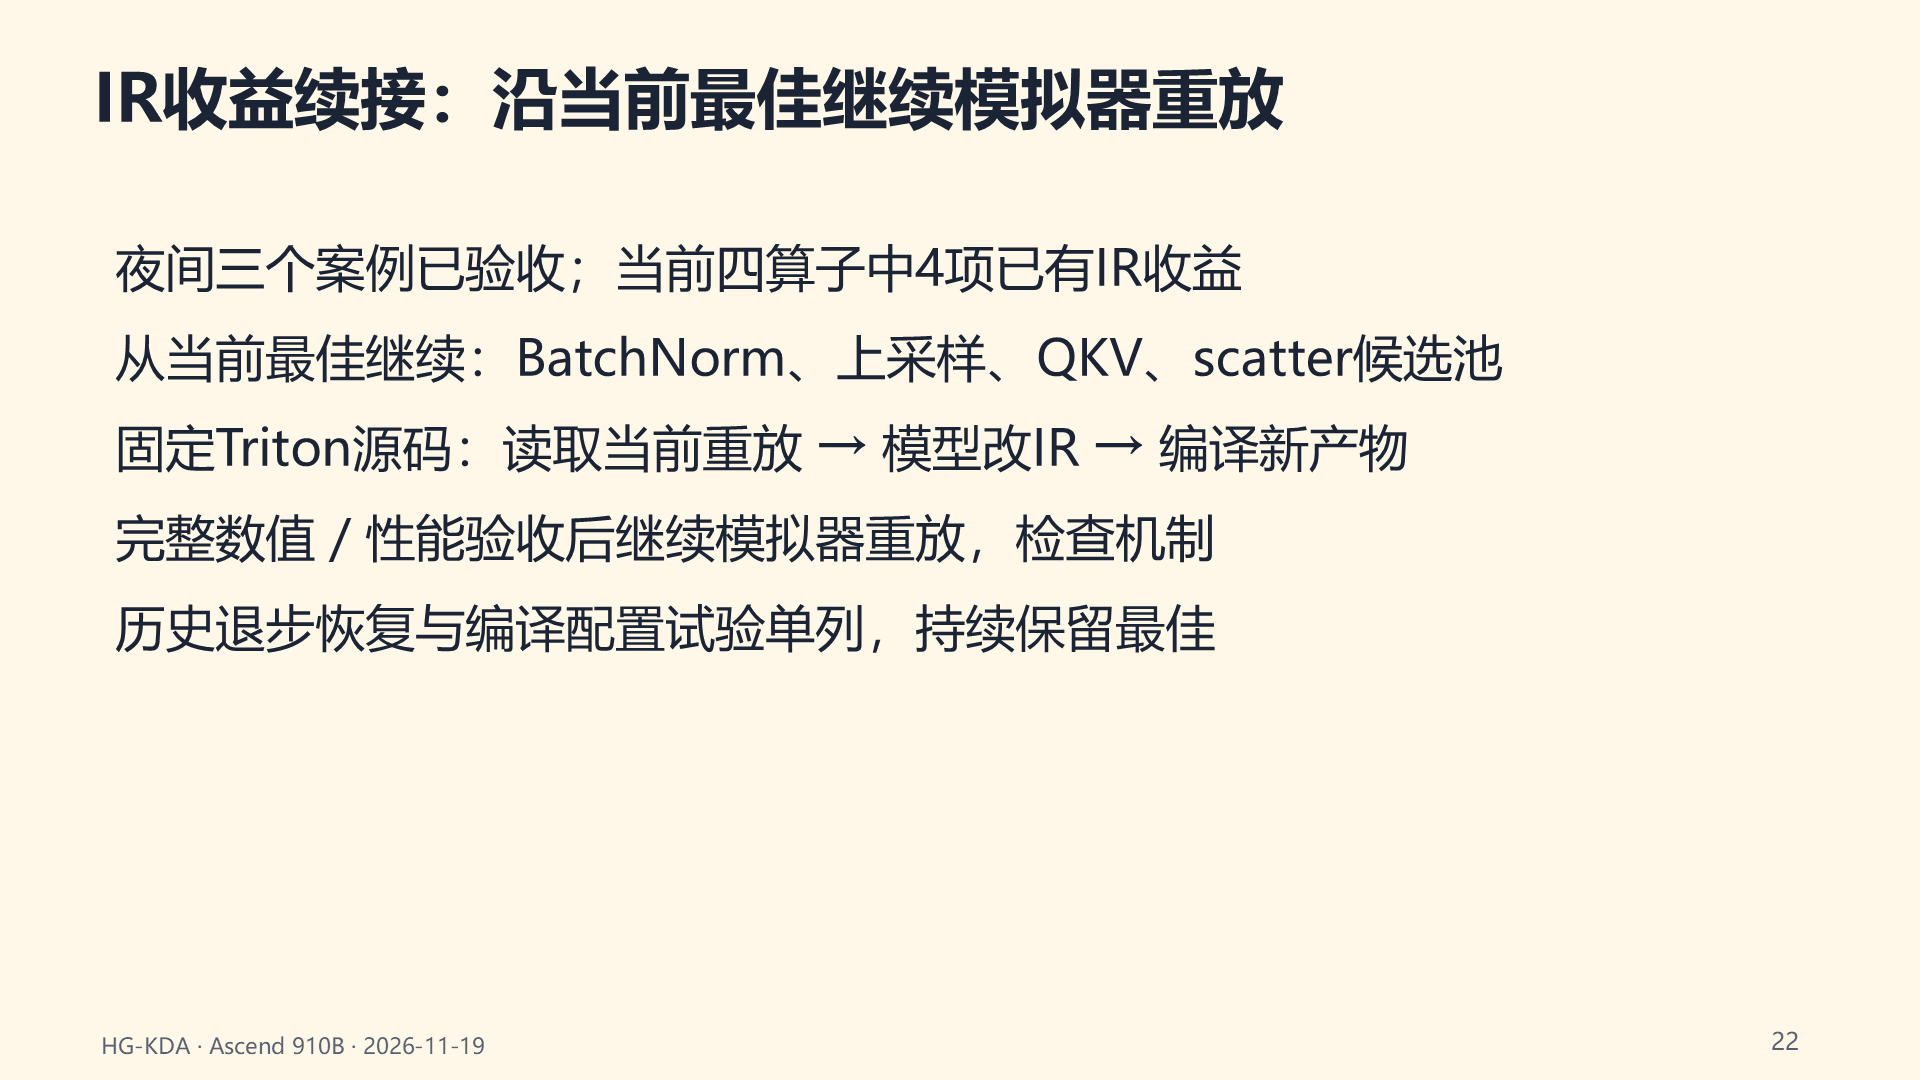 IR收益续接：沿当前最佳继续模拟器重放
夜间三个案例已验收；当前四算子中4项已有IR收益
从当前最佳继续：BatchNorm、上采样、QKV、scatter候选池
固定Triton源码：读取当前重放 → 模型改IR → 编译新产物
完整数值 / 性能验收后继续模拟器重放，检查机制
历史退步恢复与编译配置试验单列，持续保留最佳
HG-KDA · Ascend 910B · 2026-11-19
22